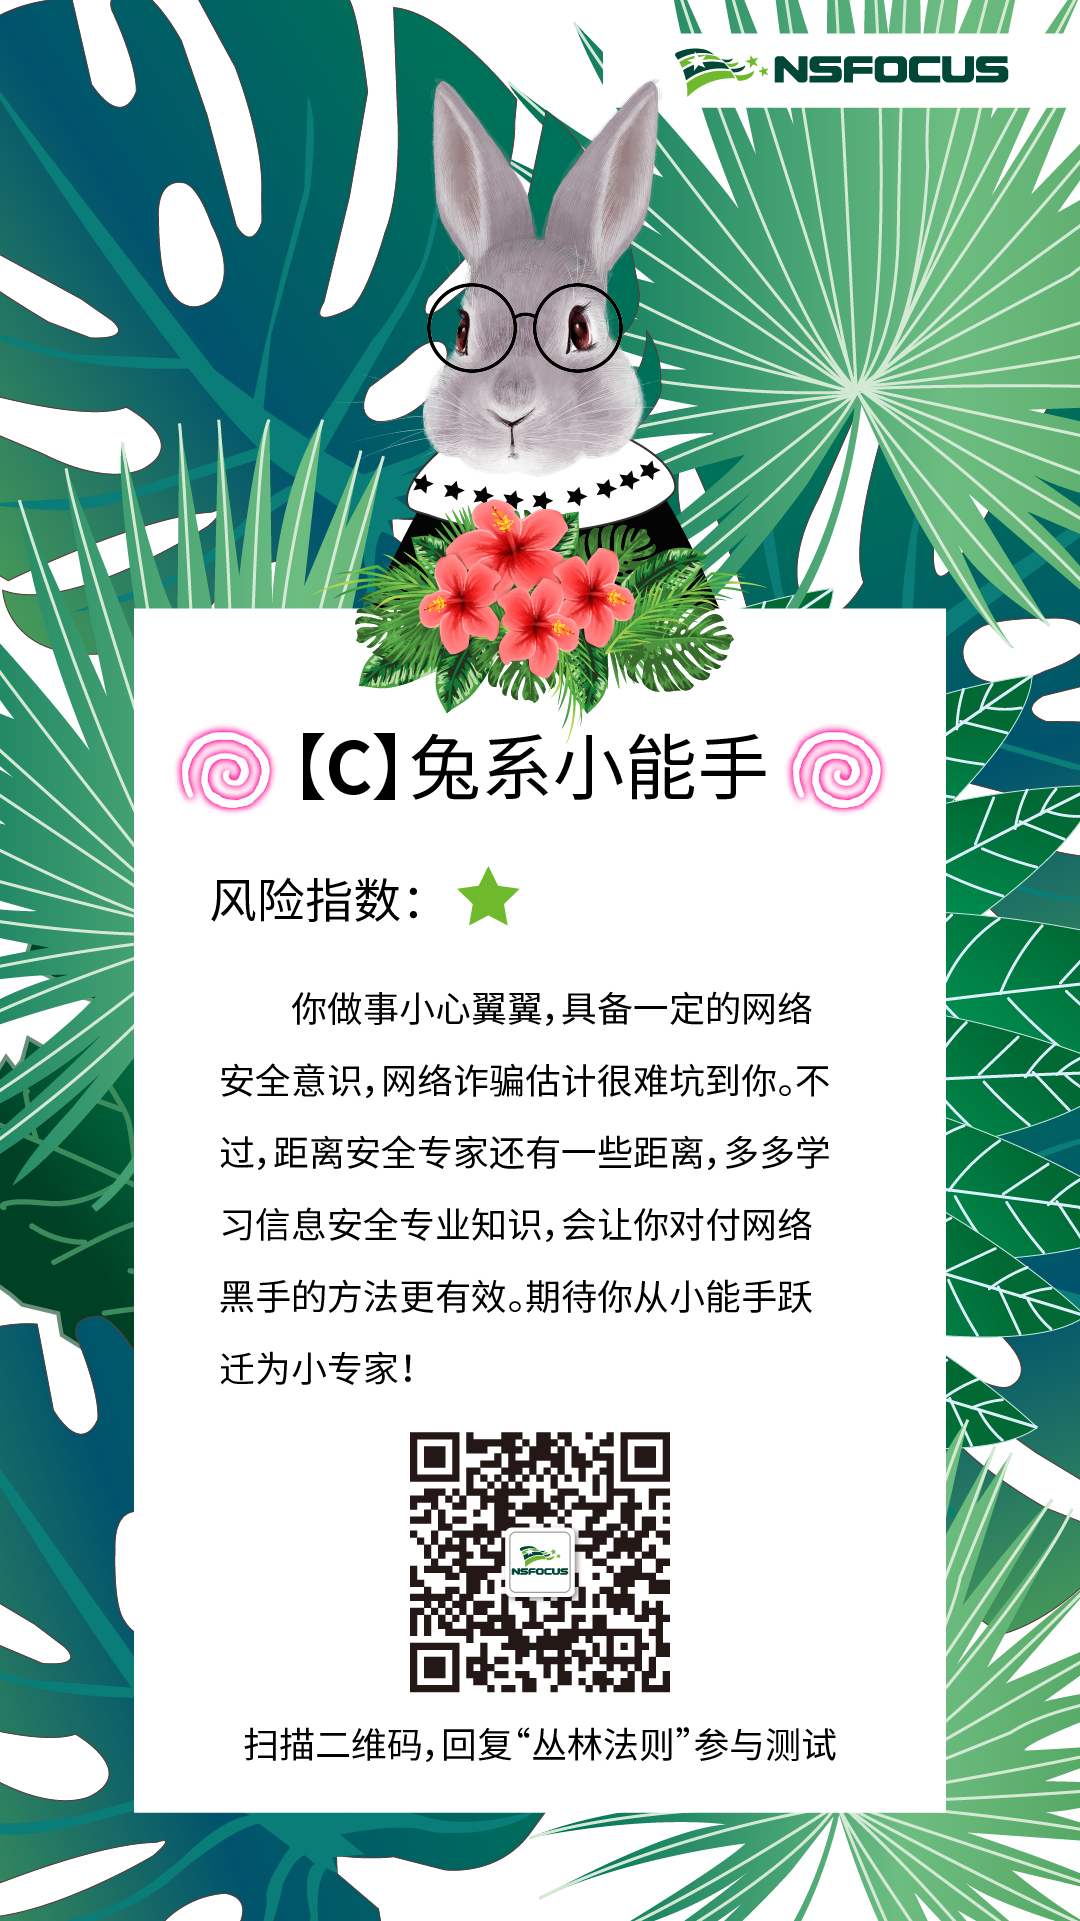 NSFOCUS
【C】兔系小能手
风险指数：
你做事小心翼翼，具备一定的网络
安全意识，网络诈骗估计很难坑到你。不
过，距离安全专家还有一些距离，多多学
习信息安全专业知识，会让你对付网络
黑手的方法更有效。期待你从小能手跃
迁为小专家！
NSFOCUS
扫描二维码，回复“丛林法则”参与测试